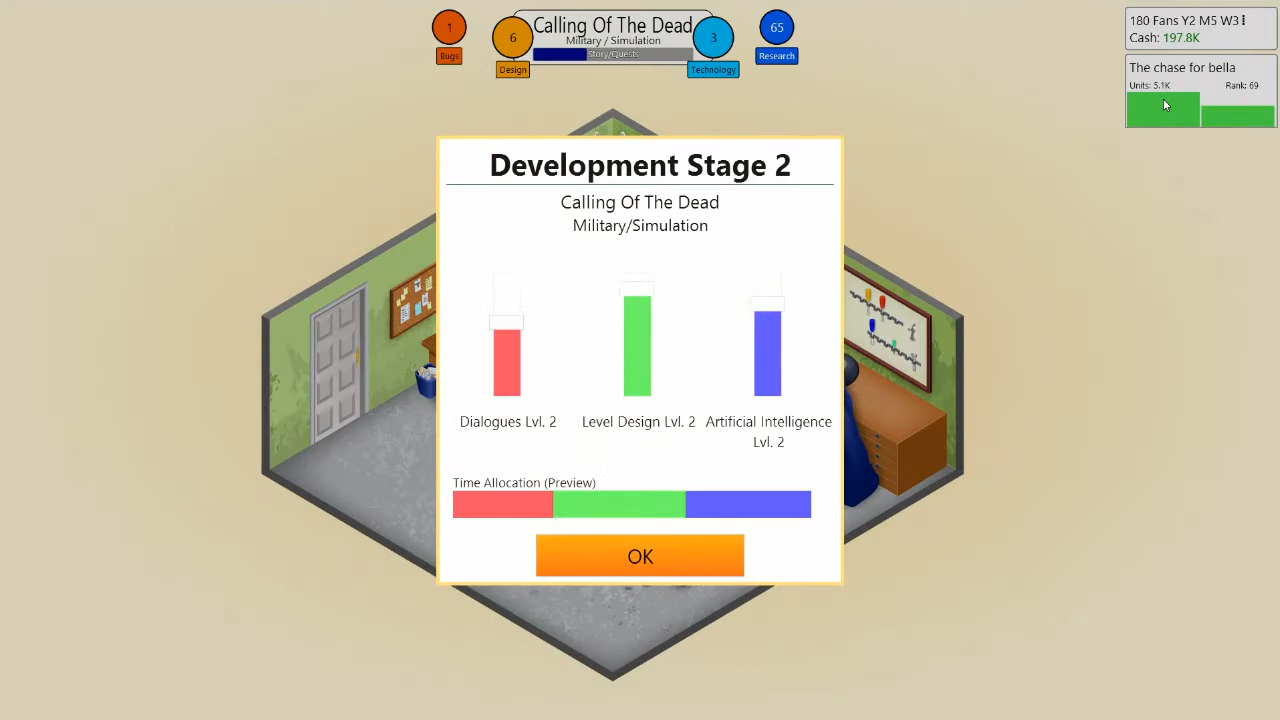 1
Bugs
6
Design
Calling Of The Dead
Military / Simulation
Story/Quests
3
Technology
65
Research
180 Fans Y2 M5 W3
Cash: 197.8K
The chase for bella
Units: 5.1K Rank: 69
Development Stage 2
Calling Of The Dead
Military/Simulation
Dialogues Lvl. 2
Level Design Lvl. 2
Artificial Intelligence
Lvl. 2
Time Allocation (Preview)
OK